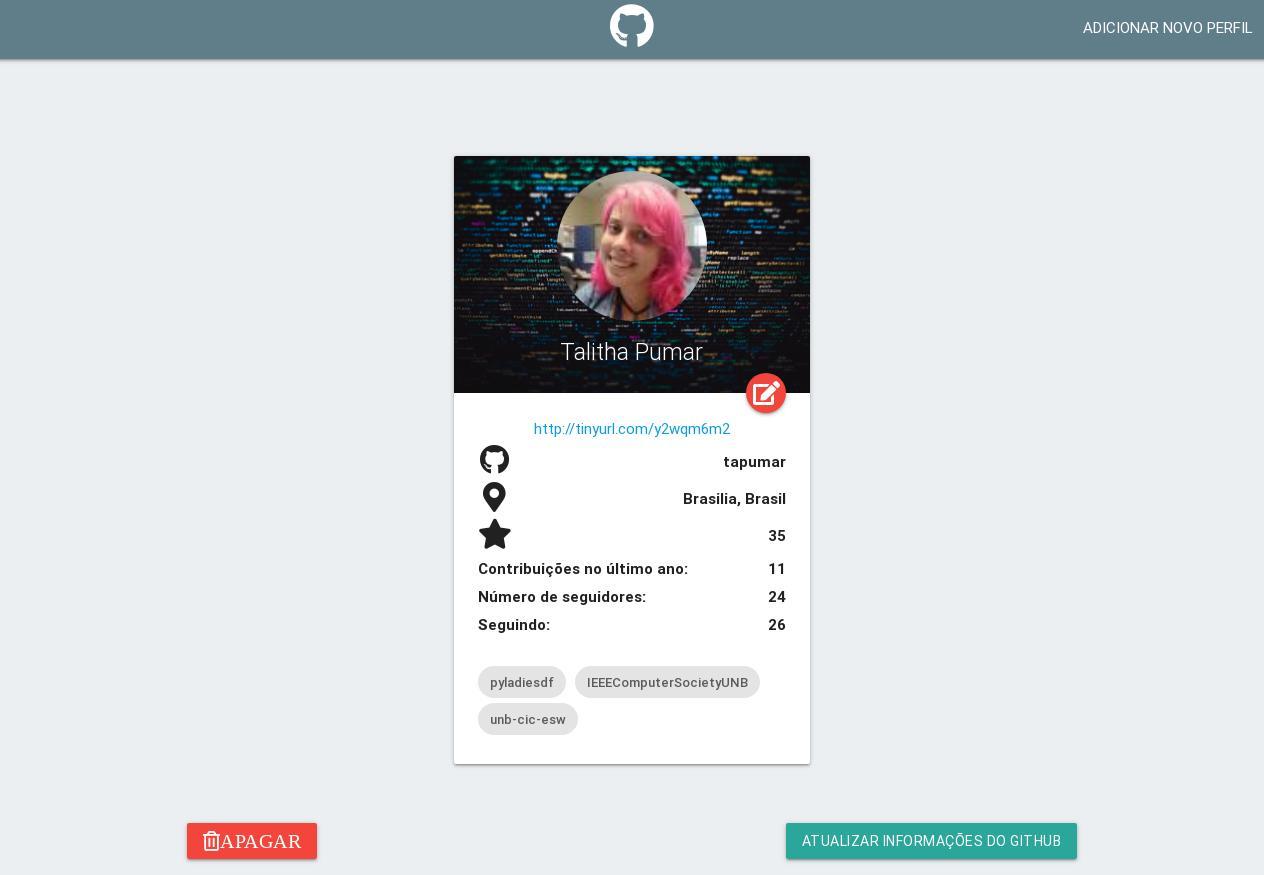 ADICIONAR NOVO PERFIL
Talitha Pumar
http://tinyurl.com/y2wqm6m2
tapumar
Brasilia, Brasil
35
Contribuições no último ano: 11
Número de seguidores: 24
Seguindo: 26
pyladiesdf IEEEComputerSocietyUNB
unb-cic-esw
APAGAR ATUALIZAR INFORMAÇÕES DO GITHUB